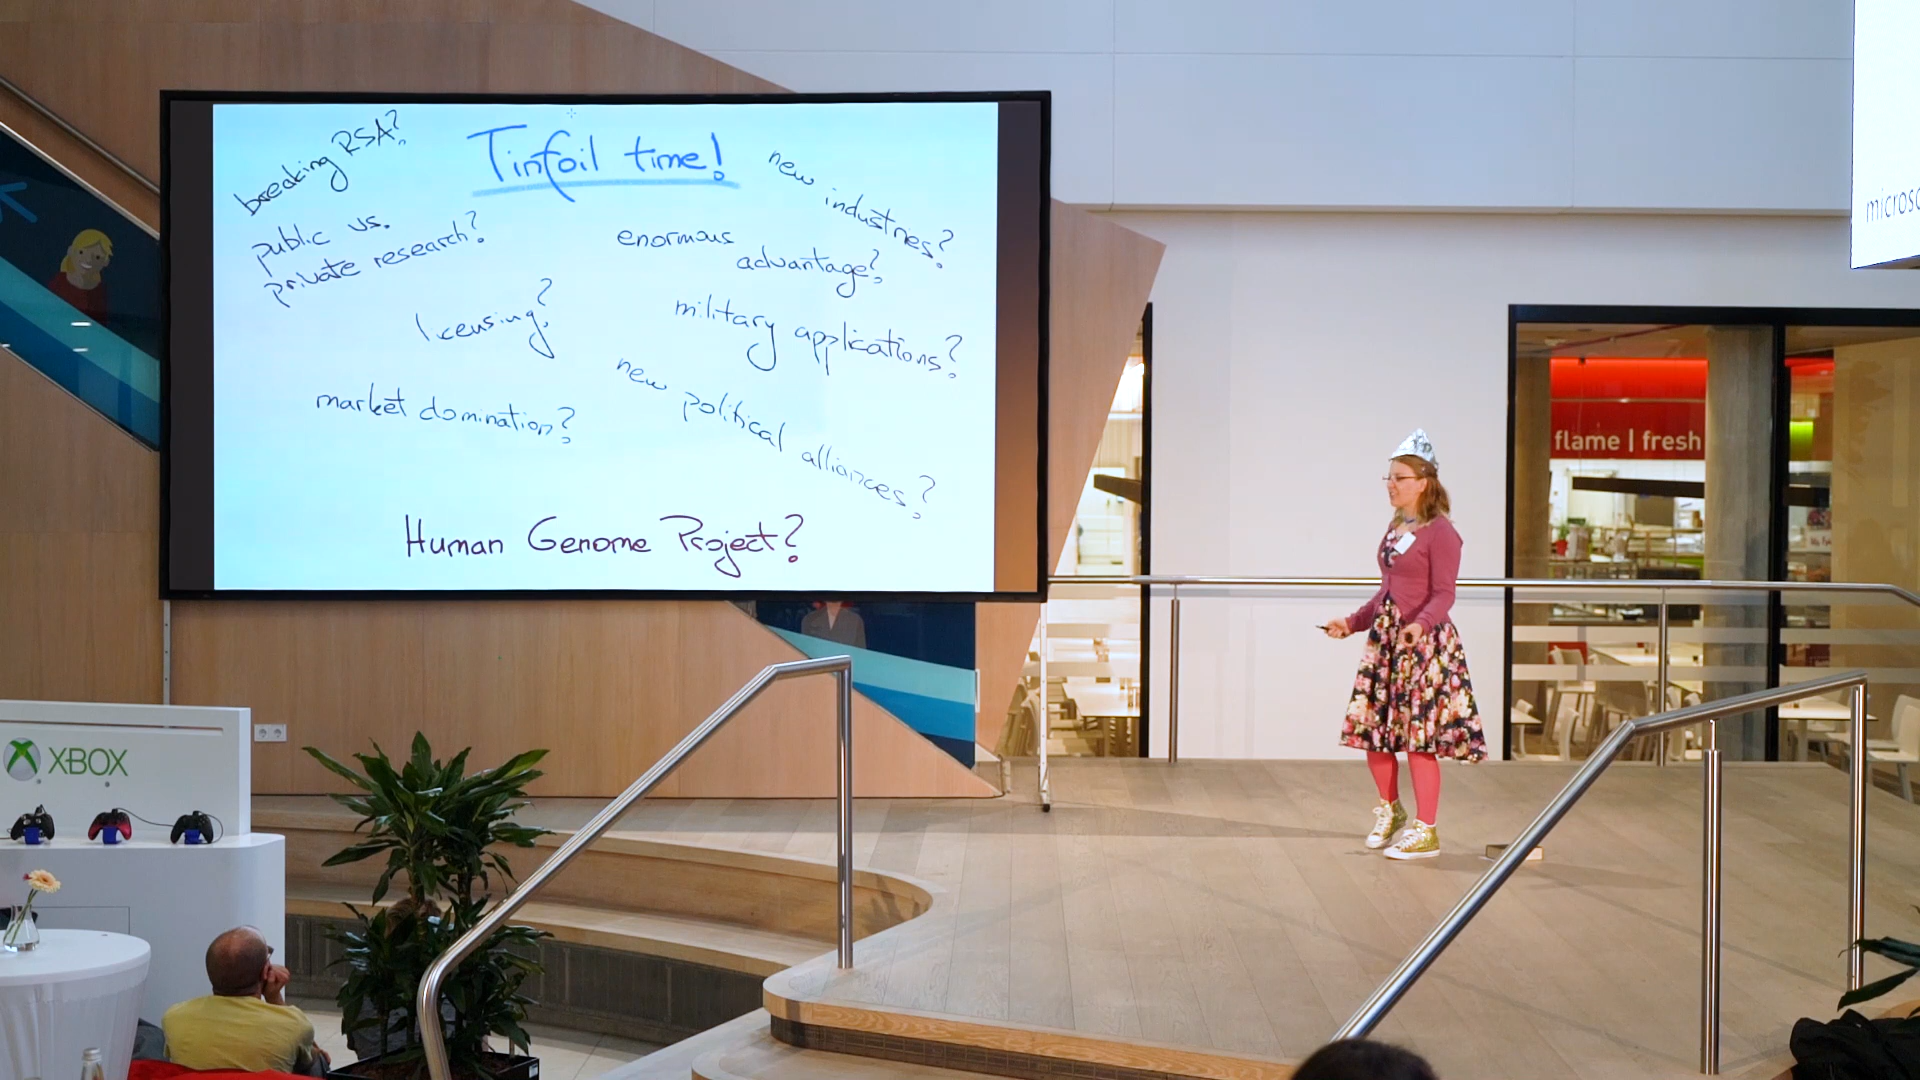 Tinfoil time!
breaking RSA?
public vs.
private research?
licensing?
market domination?
new industries?
enormous
advantage?
military applications?
new political alliances?
Human Genome Project?
microso
flame | fresh
XBOX